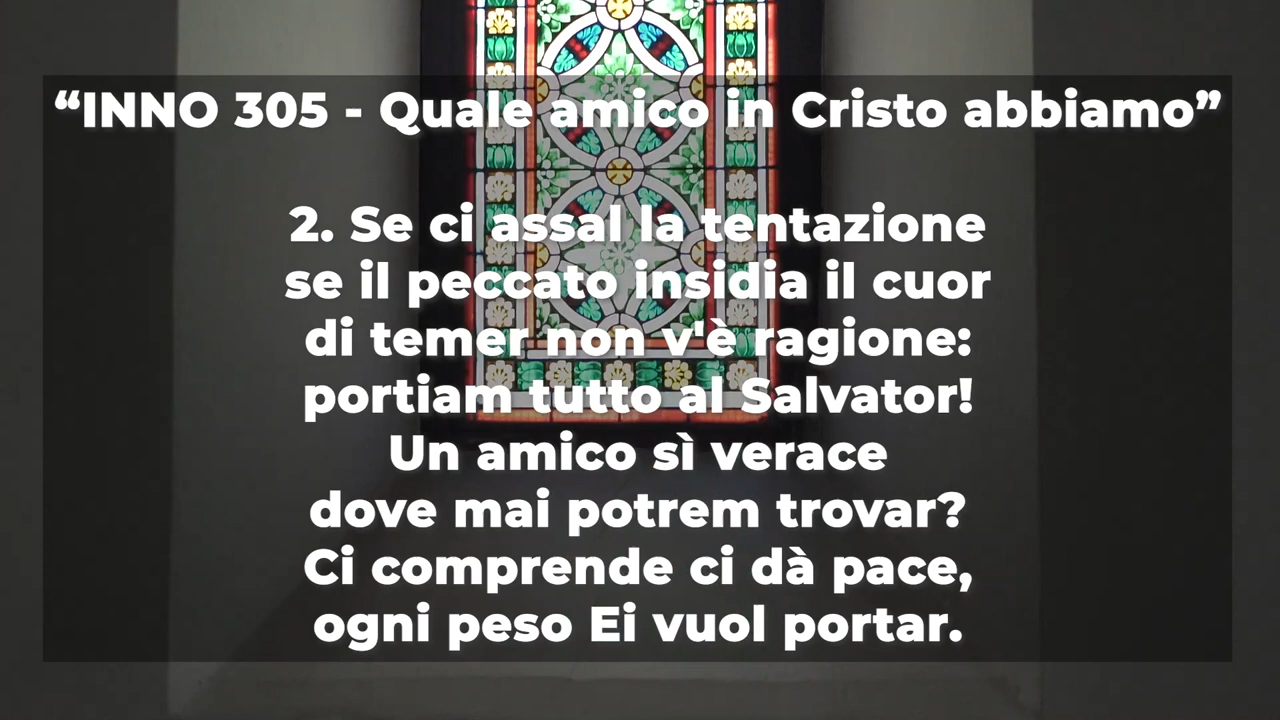 “INNO 305 - Quale amico in Cristo abbiamo”
2. Se ci assal la tentazione
se il peccato insidia il cuor
di temer non v'è ragione:
portiam tutto al Salvator!
Un amico sì verace
dove mai potrem trovar?
Ci comprende ci dà pace,
ogni peso Ei vuol portar.